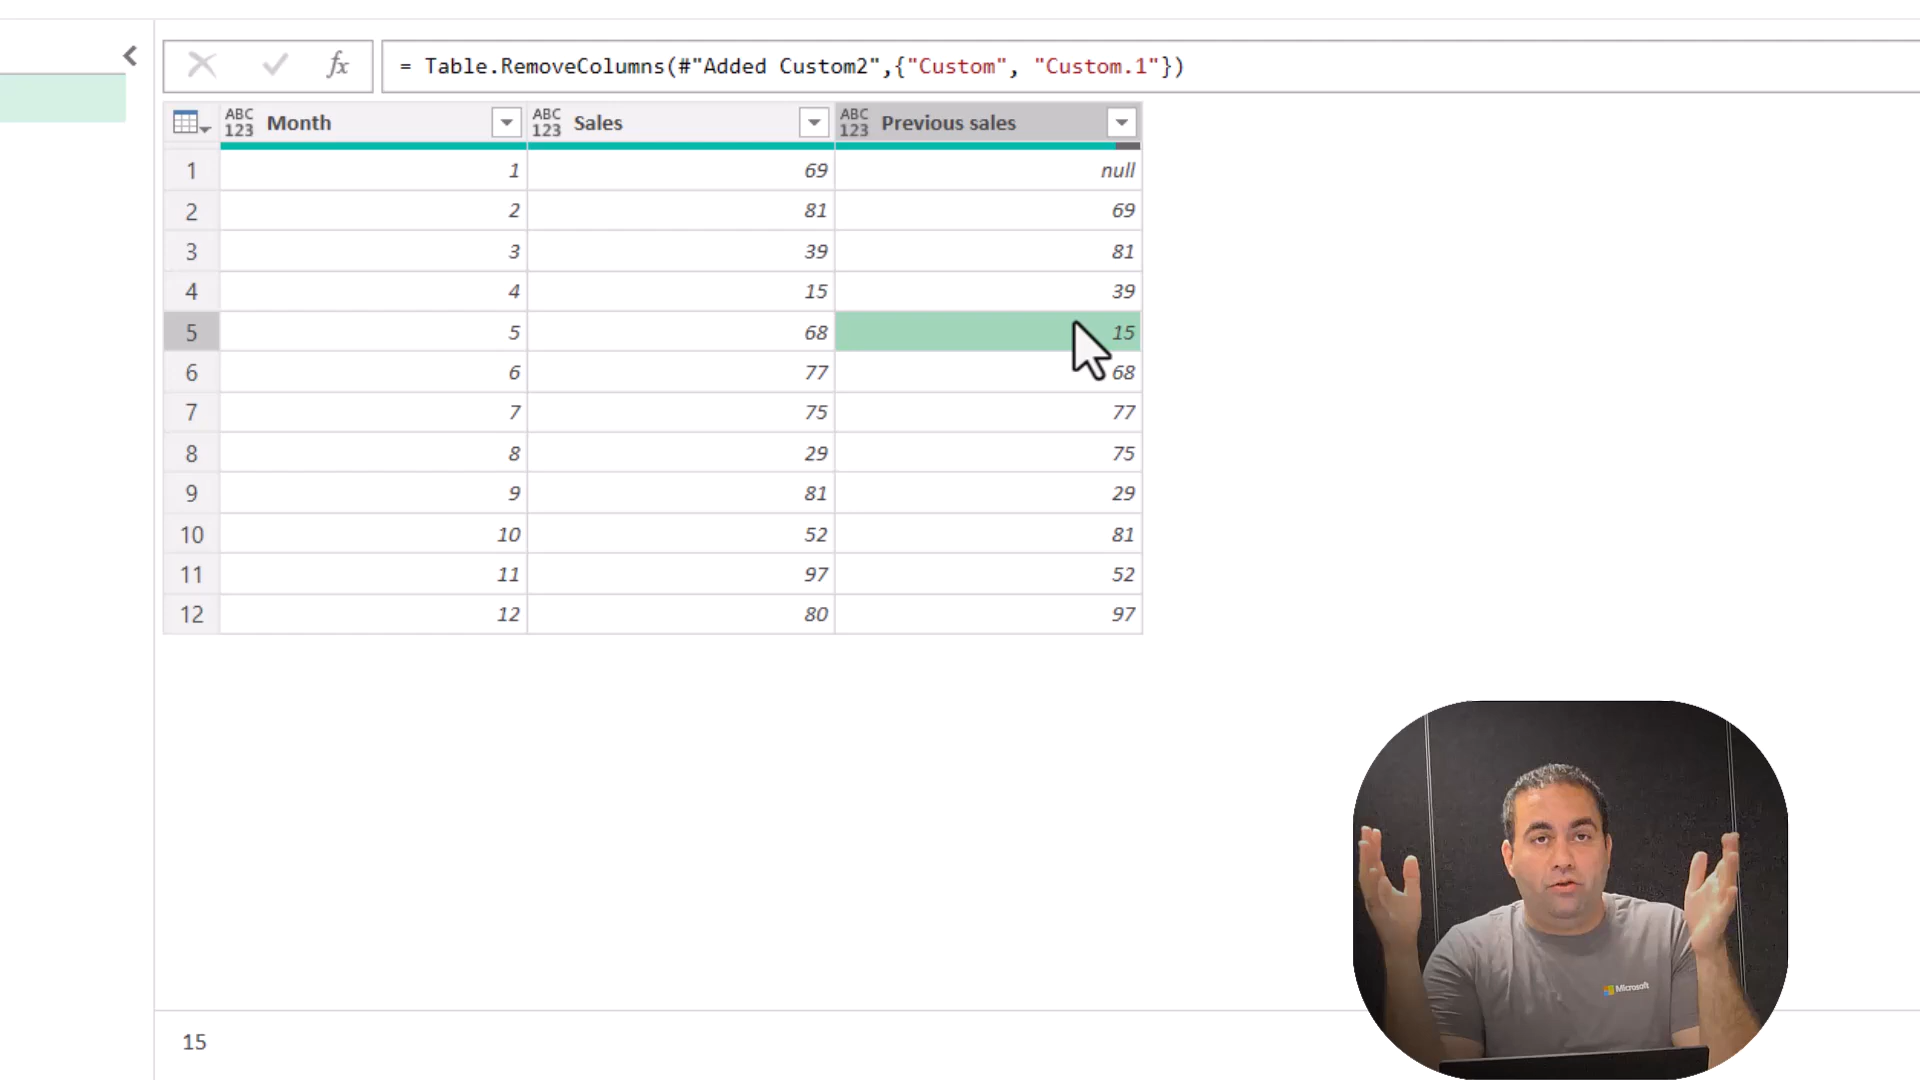 fx
= Table.RemoveColumns(#"Added Custom2",{"Custom", "Custom.1"})
ABC 123 Month ABC 123 Sales ABC 123 Previous sales
1 1 69 null
2 2 81 69
3 3 39 81
4 4 15 39
5 5 68 15
6 6 77 68
7 7 75 77
8 8 29 75
9 9 81 29
10 10 52 81
11 11 97 52
12 12 80 97
Microsoft
15